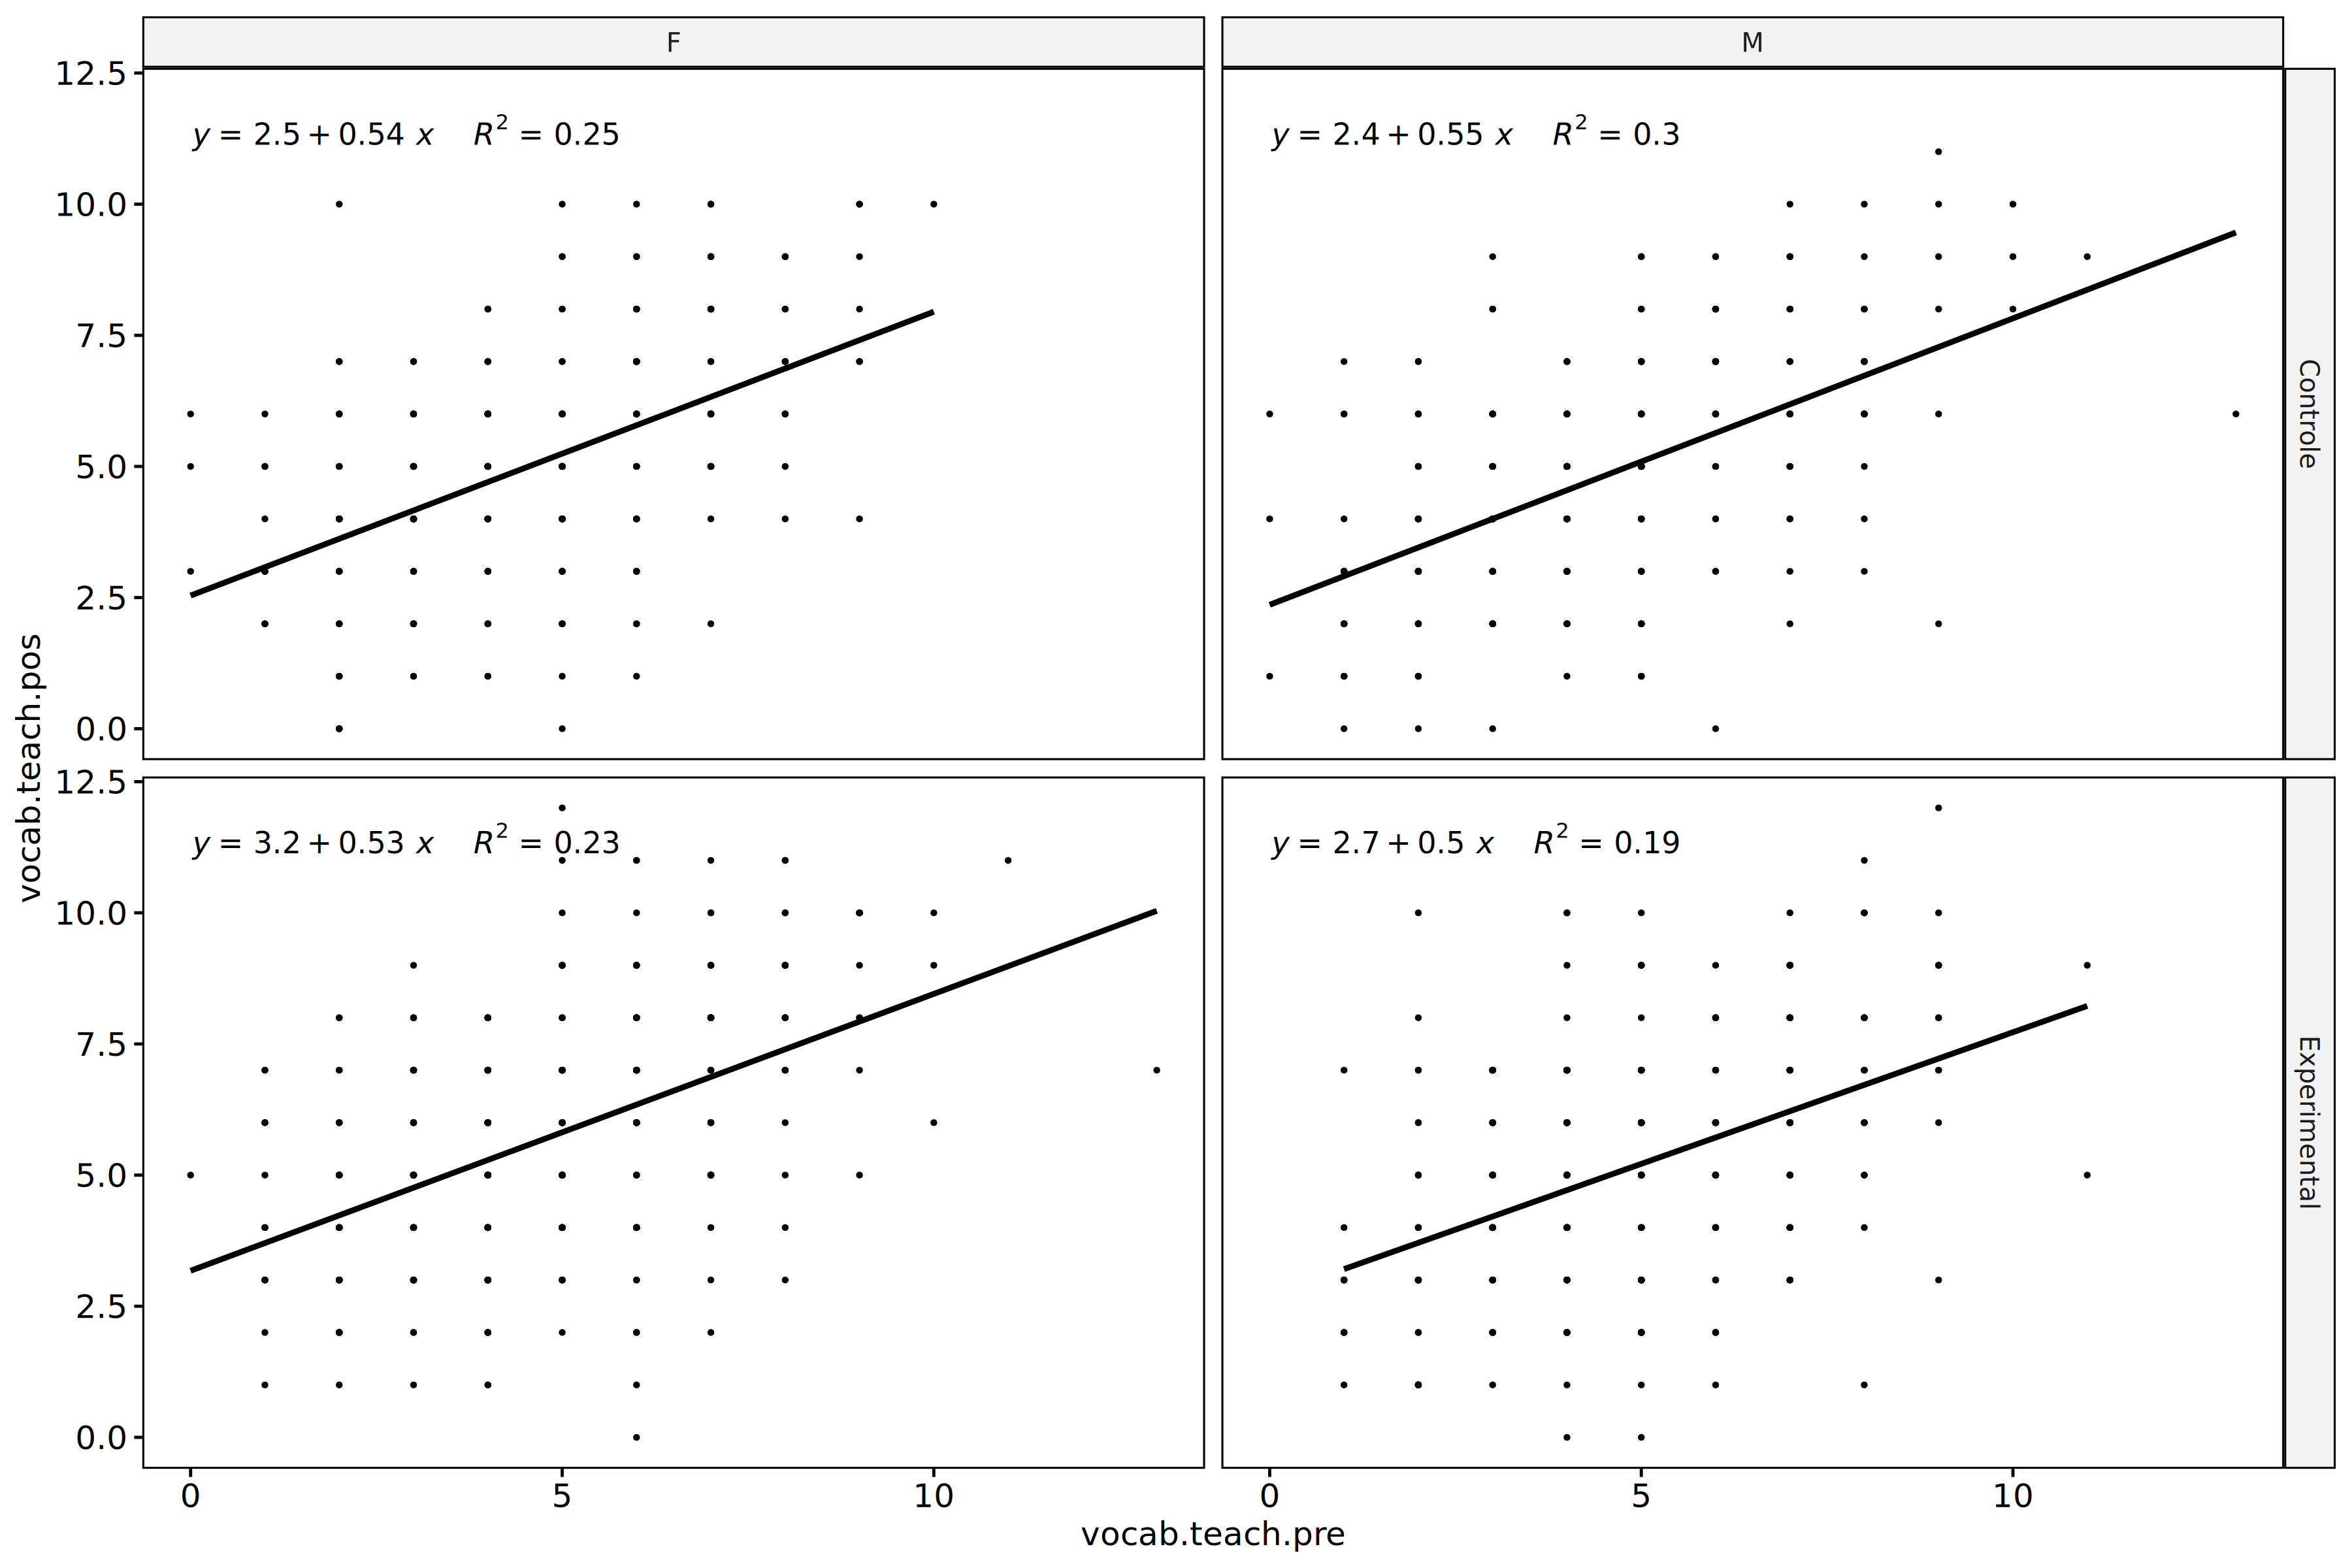 F
M
12.5
y = 2.5 + 0.54 x R² = 0.25
y = 2.4 + 0.55 x R² = 0.3
10.0
7.5
Controle
5.0
2.5
0.0
vocab.teach.pos
12.5
y = 3.2 + 0.53 x R² = 0.23
y = 2.7 + 0.5 x R² = 0.19
10.0
7.5
Experimental
5.0
2.5
0.0
0 5 10
0 5 10
vocab.teach.pre